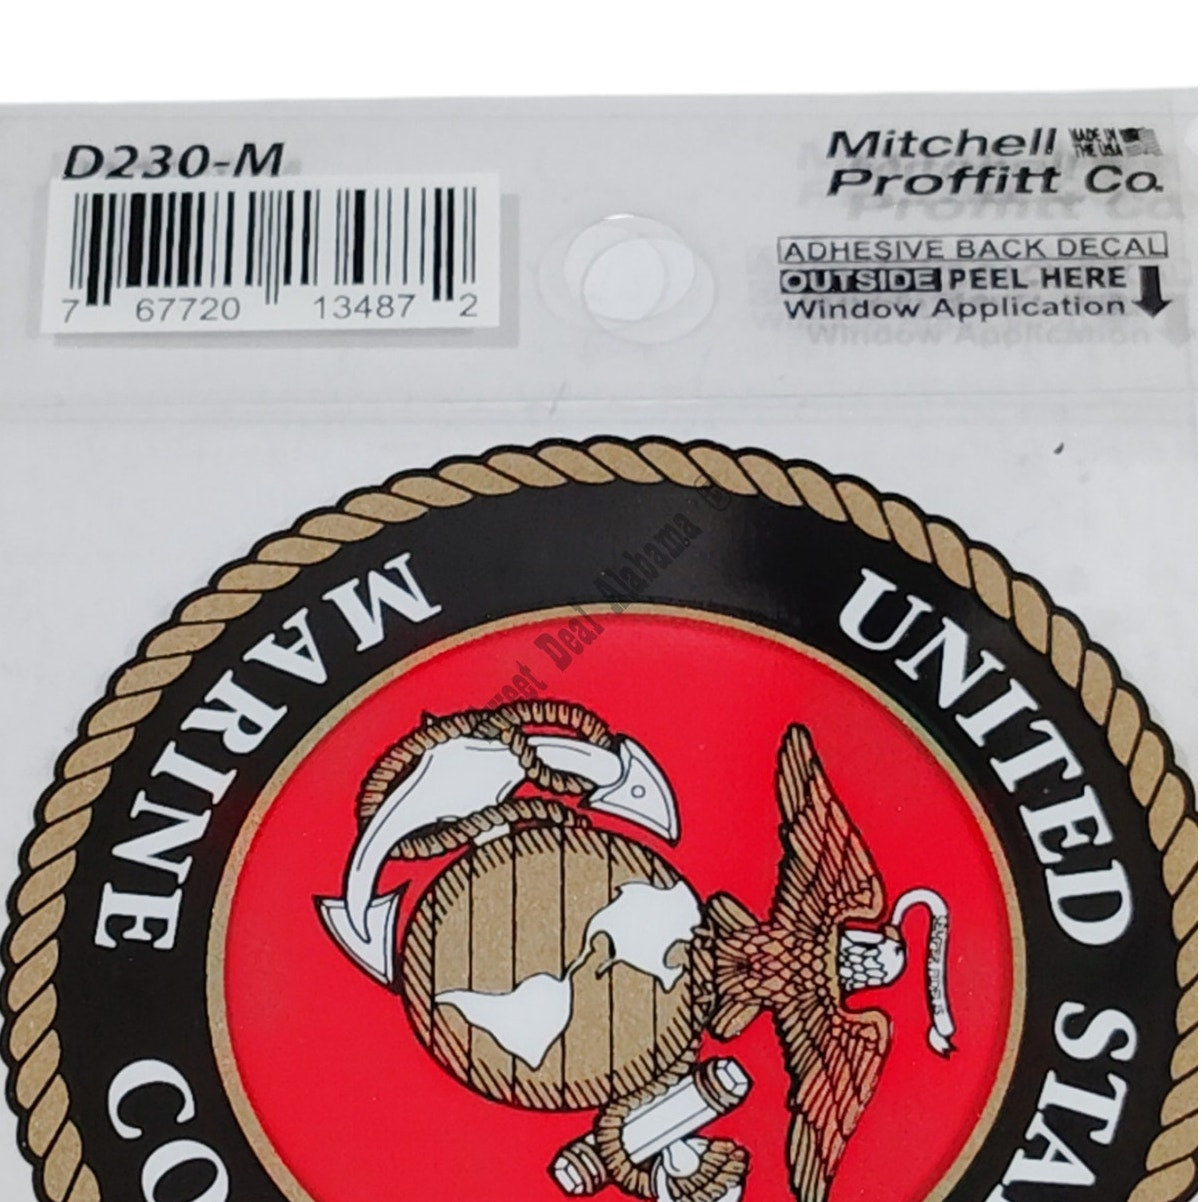 D230-M
7 67720 13487 2
Mitchell
Proffitt Co.
MADE IN
THE USA
ADHESIVE BACK DECAL
OUTSIDE PEEL HERE
Window Application
UNITED STA
MARINE CO
Street Deal Alabama ©